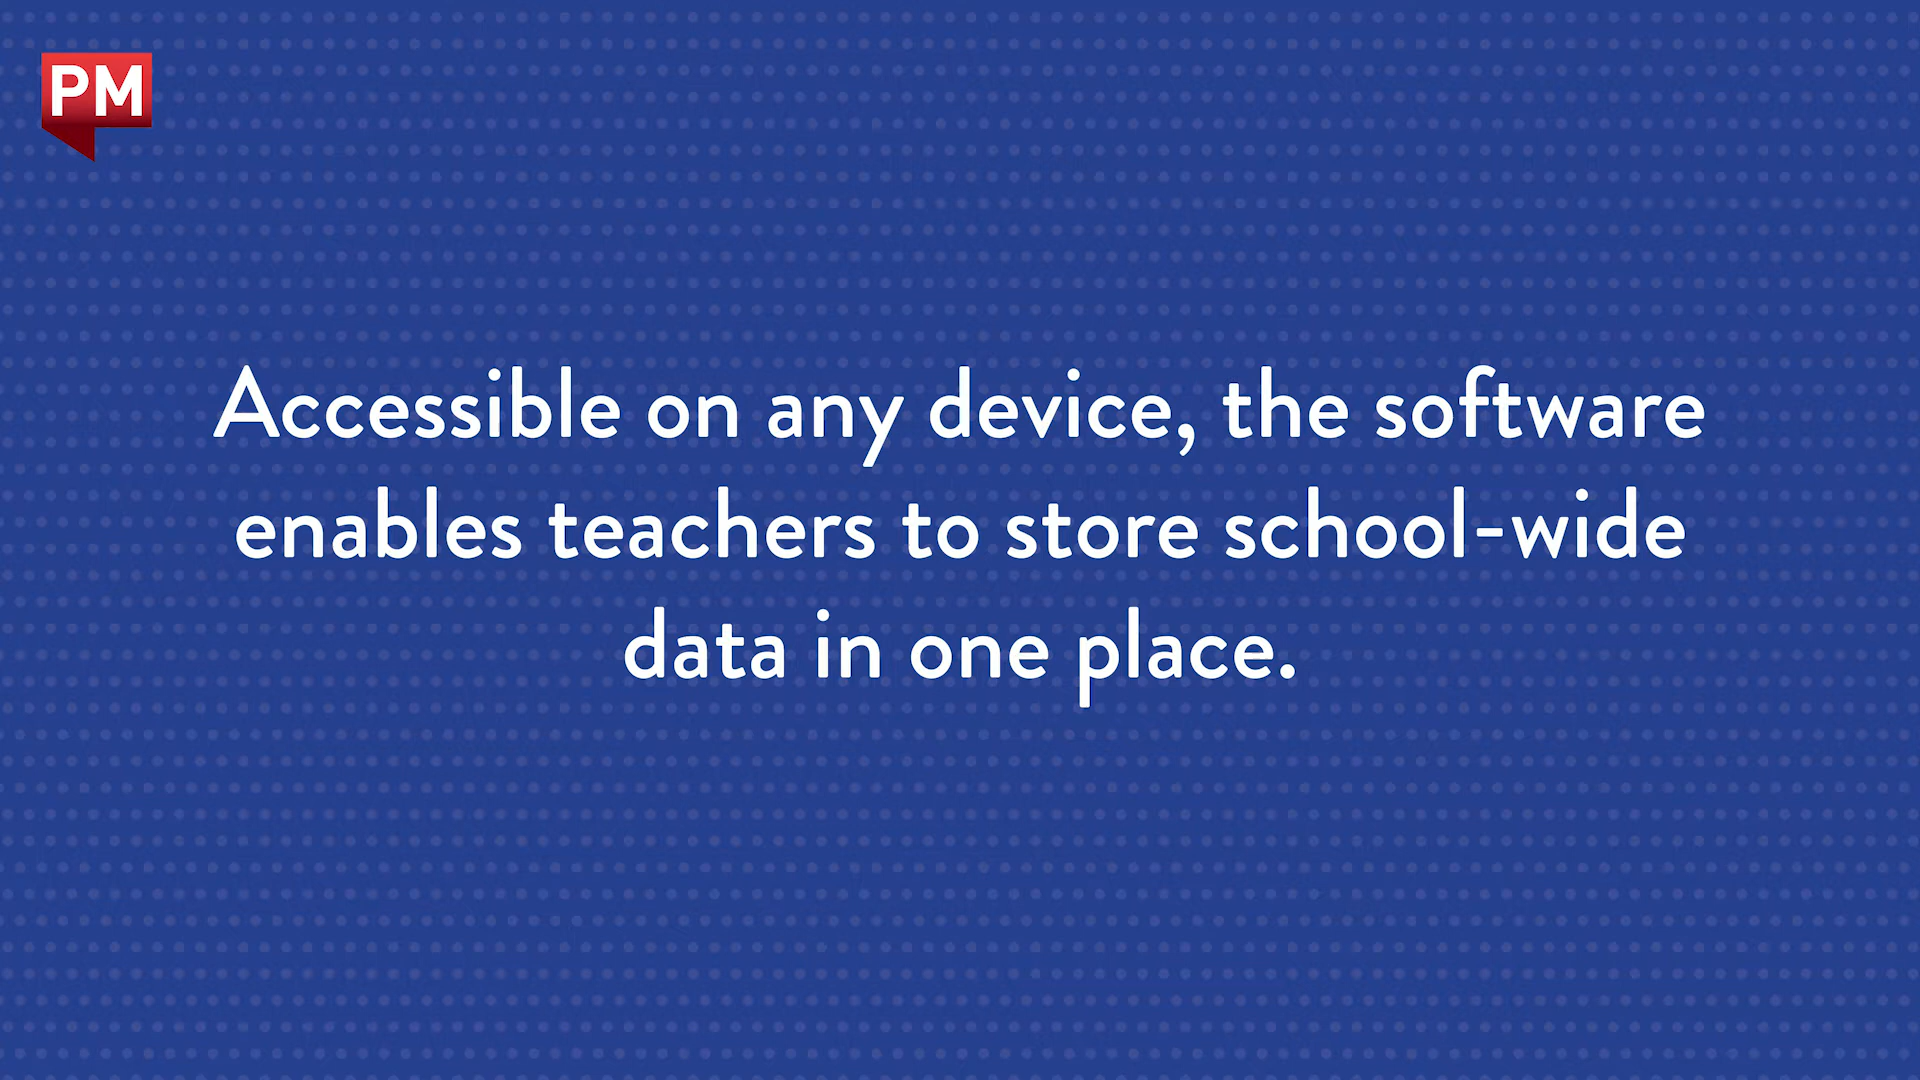 PM
Accessible on any device, the software
enables teachers to store school-wide
data in one place.